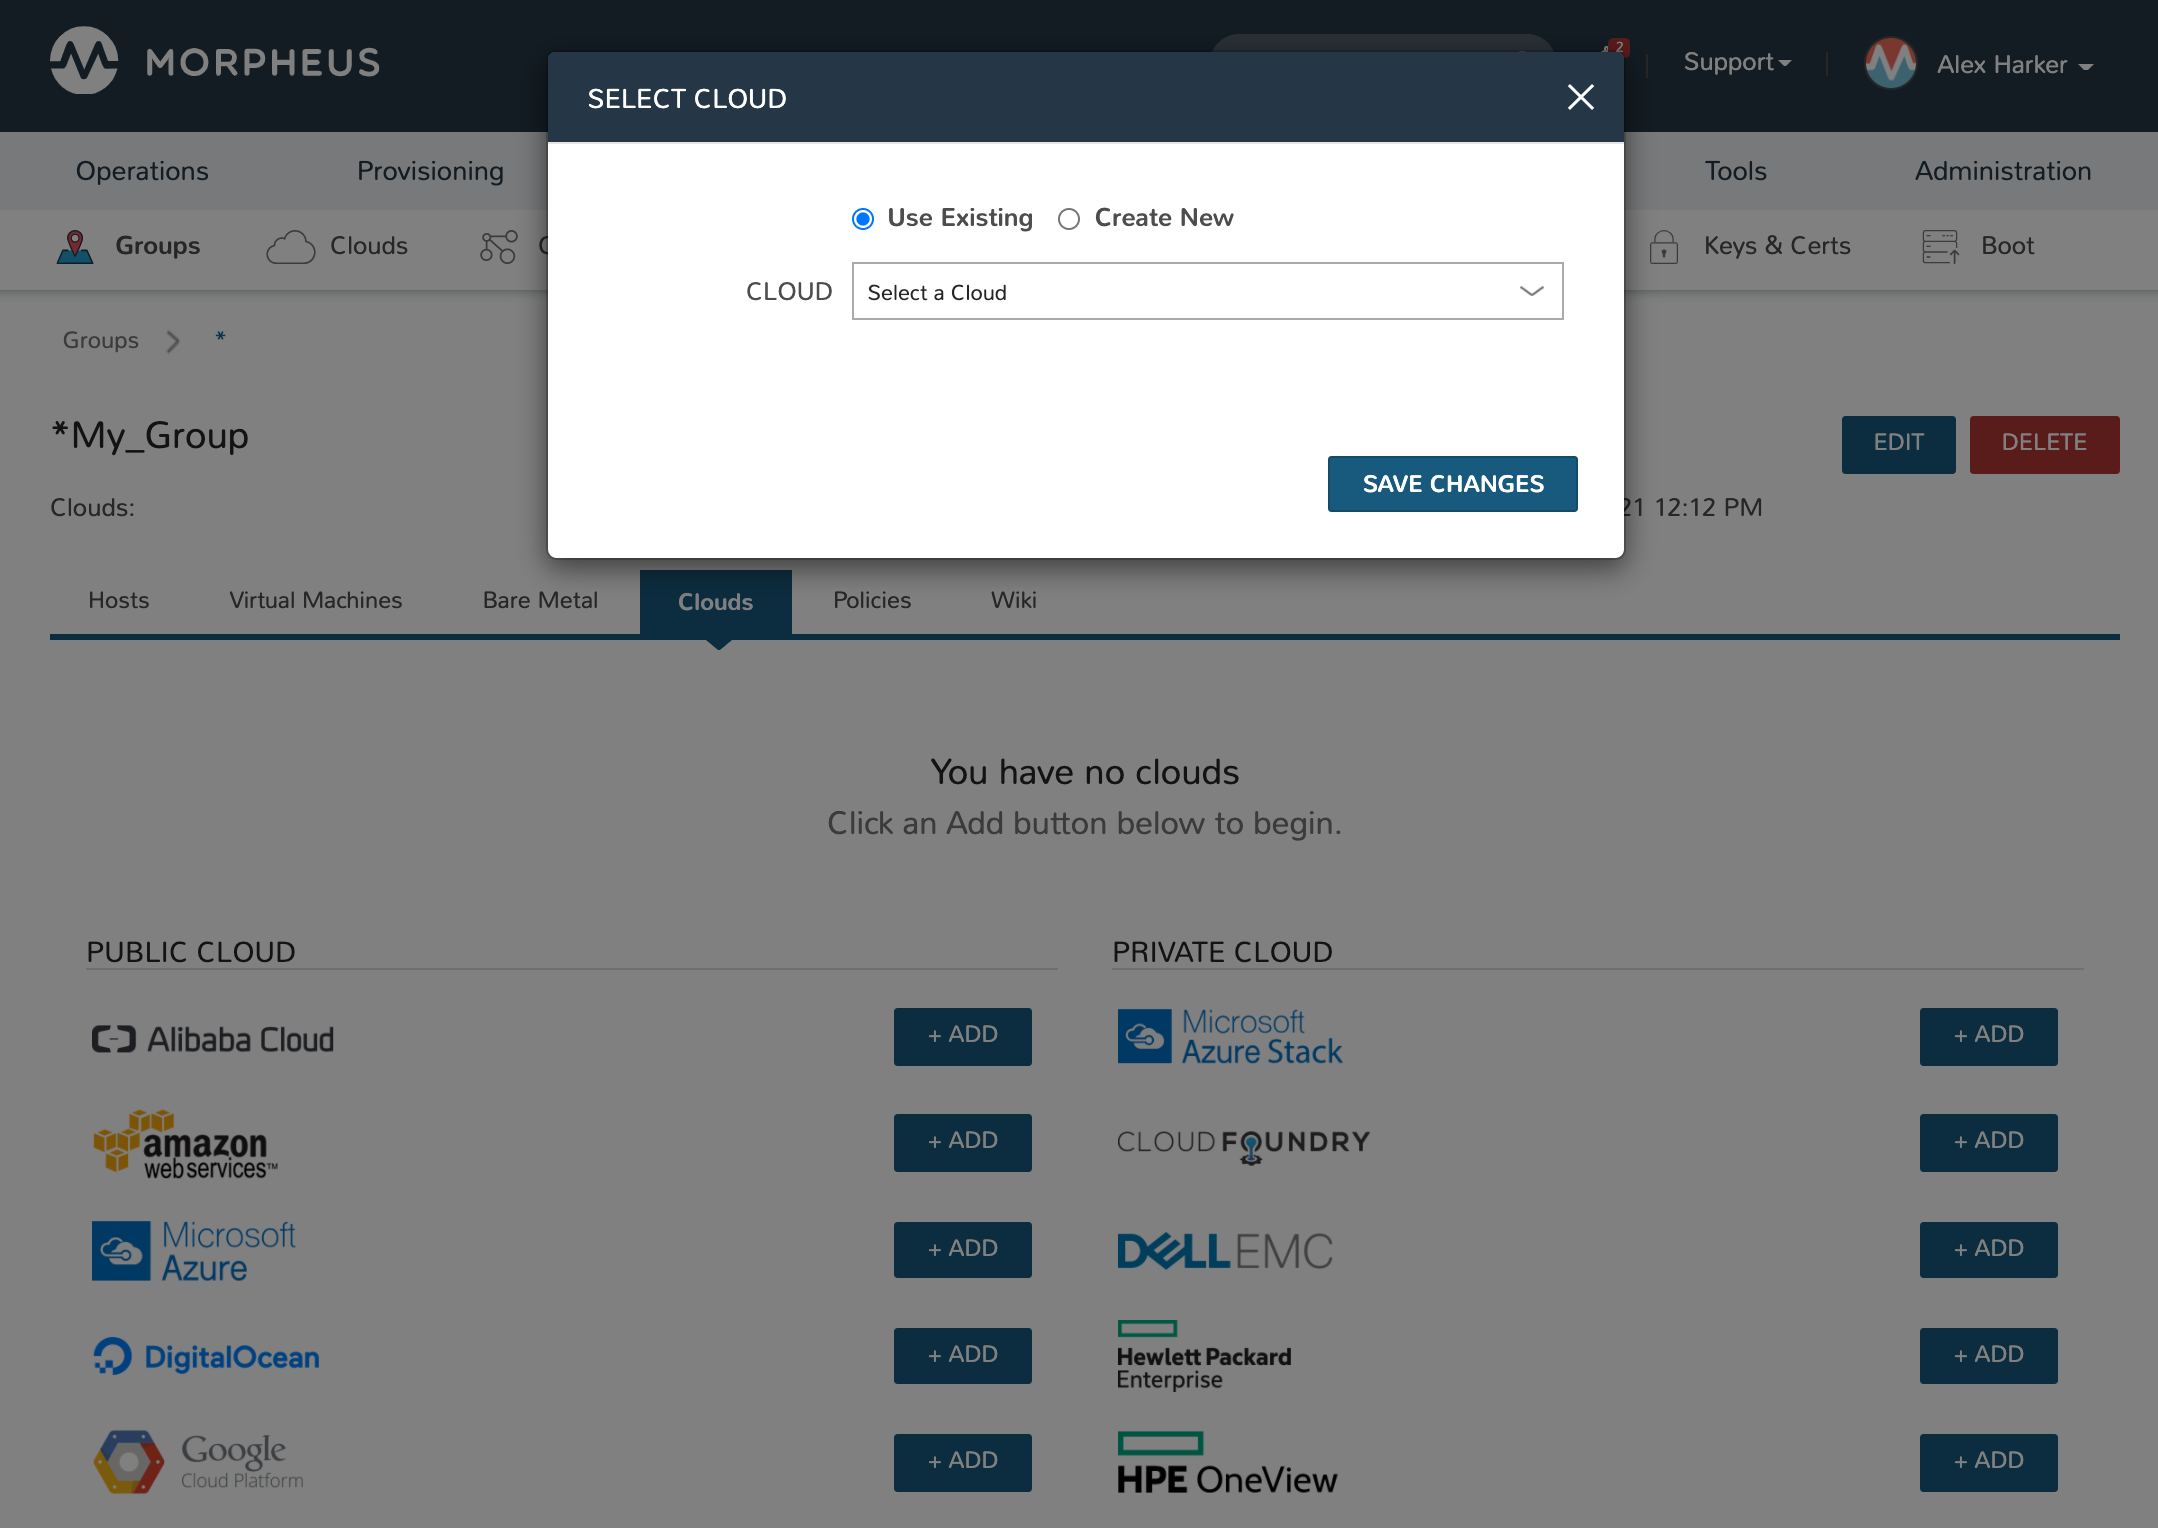 MORPHEUS
2
Support
Alex Harker
SELECT CLOUD
Operations
Provisioning
Tools
Administration
Groups
Clouds
Keys & Certs
Boot
Use Existing
Create New
CLOUD
Select a Cloud
Groups
*
*My_Group
EDIT
DELETE
SAVE CHANGES
Clouds:
21 12:12 PM
Hosts
Virtual Machines
Bare Metal
Clouds
Policies
Wiki
You have no clouds
Click an Add button below to begin.
PUBLIC CLOUD
Alibaba Cloud
+ ADD
amazon
web services™
+ ADD
Microsoft
Azure
+ ADD
DigitalOcean
+ ADD
Google
Cloud Platform
+ ADD
PRIVATE CLOUD
Microsoft
Azure Stack
+ ADD
CLOUD FOUNDRY
+ ADD
DELL EMC
+ ADD
Hewlett Packard
Enterprise
+ ADD
HPE OneView
+ ADD